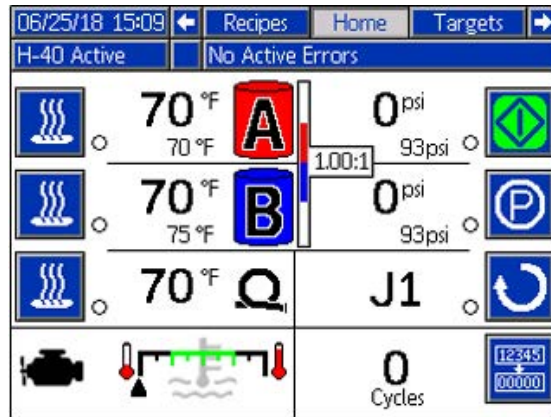 06/25/18 15:09 Recipes Home Targets
H-40 Active No Active Errors
70 °F A 0 psi
70 °F 93psi
1.00:1
70 °F B 0 psi
75 °F 93psi
P
70 °F J1
12345
00000
0
Cycles